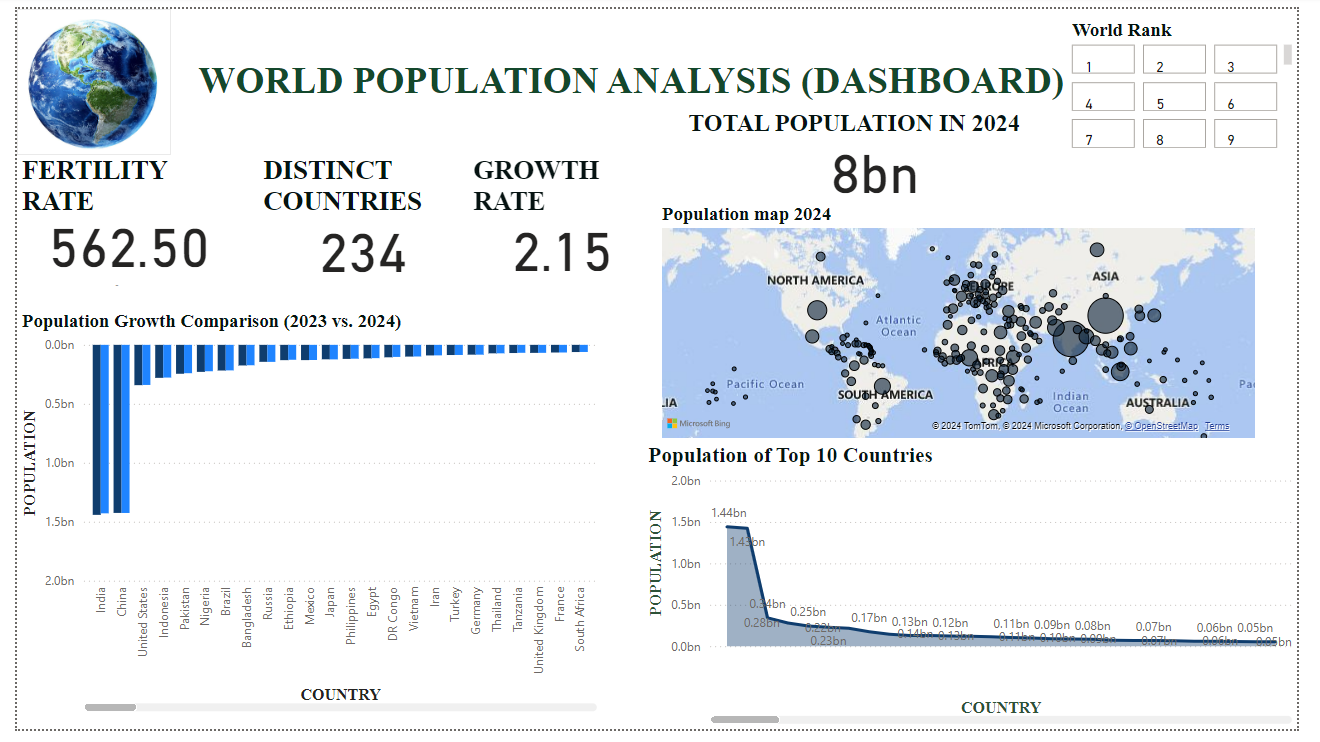 WORLD POPULATION ANALYSIS (DASHBOARD)
World Rank
1 2 3
4 5 6
7 8 9
TOTAL POPULATION IN 2024
8bn
FERTILITY
RATE
562.50
DISTINCT
COUNTRIES
234
GROWTH
RATE
2.15
Population Growth Comparison (2023 vs. 2024)
POPULATION
0.0bn
0.5bn
1.0bn
1.5bn
2.0bn
India
China
United States
Indonesia
Pakistan
Nigeria
Brazil
Bangladesh
Russia
Ethiopia
Mexico
Japan
Philippines
Egypt
DR Congo
Vietnam
Iran
Turkey
Germany
Thailand
Tanzania
United Kingdom
France
South Africa
COUNTRY
Population map 2024
NORTH AMERICA
EUROPE
ASIA
Atlantic
Ocean
AFRICA
Pacific Ocean
SOUTH AMERICA
Indian
Ocean
AUSTRALIA
LIA
Pac
Microsoft Bing
© 2024 TomTom, © 2024 Microsoft Corporation, © OpenStreetMap Terms
Population of Top 10 Countries
POPULATION
2.0bn
1.5bn
1.0bn
0.5bn
0.0bn
1.44bn
1.43bn
0.34bn
0.28bn
0.25bn
0.22bn
0.23bn
0.17bn
0.13bn
0.14bn
0.12bn
0.13bn
0.11bn
0.11bn
0.09bn
0.10bn
0.08bn
0.09bn
0.07bn
0.07bn
0.06bn
0.06bn
0.05bn
0.05bn
COUNTRY